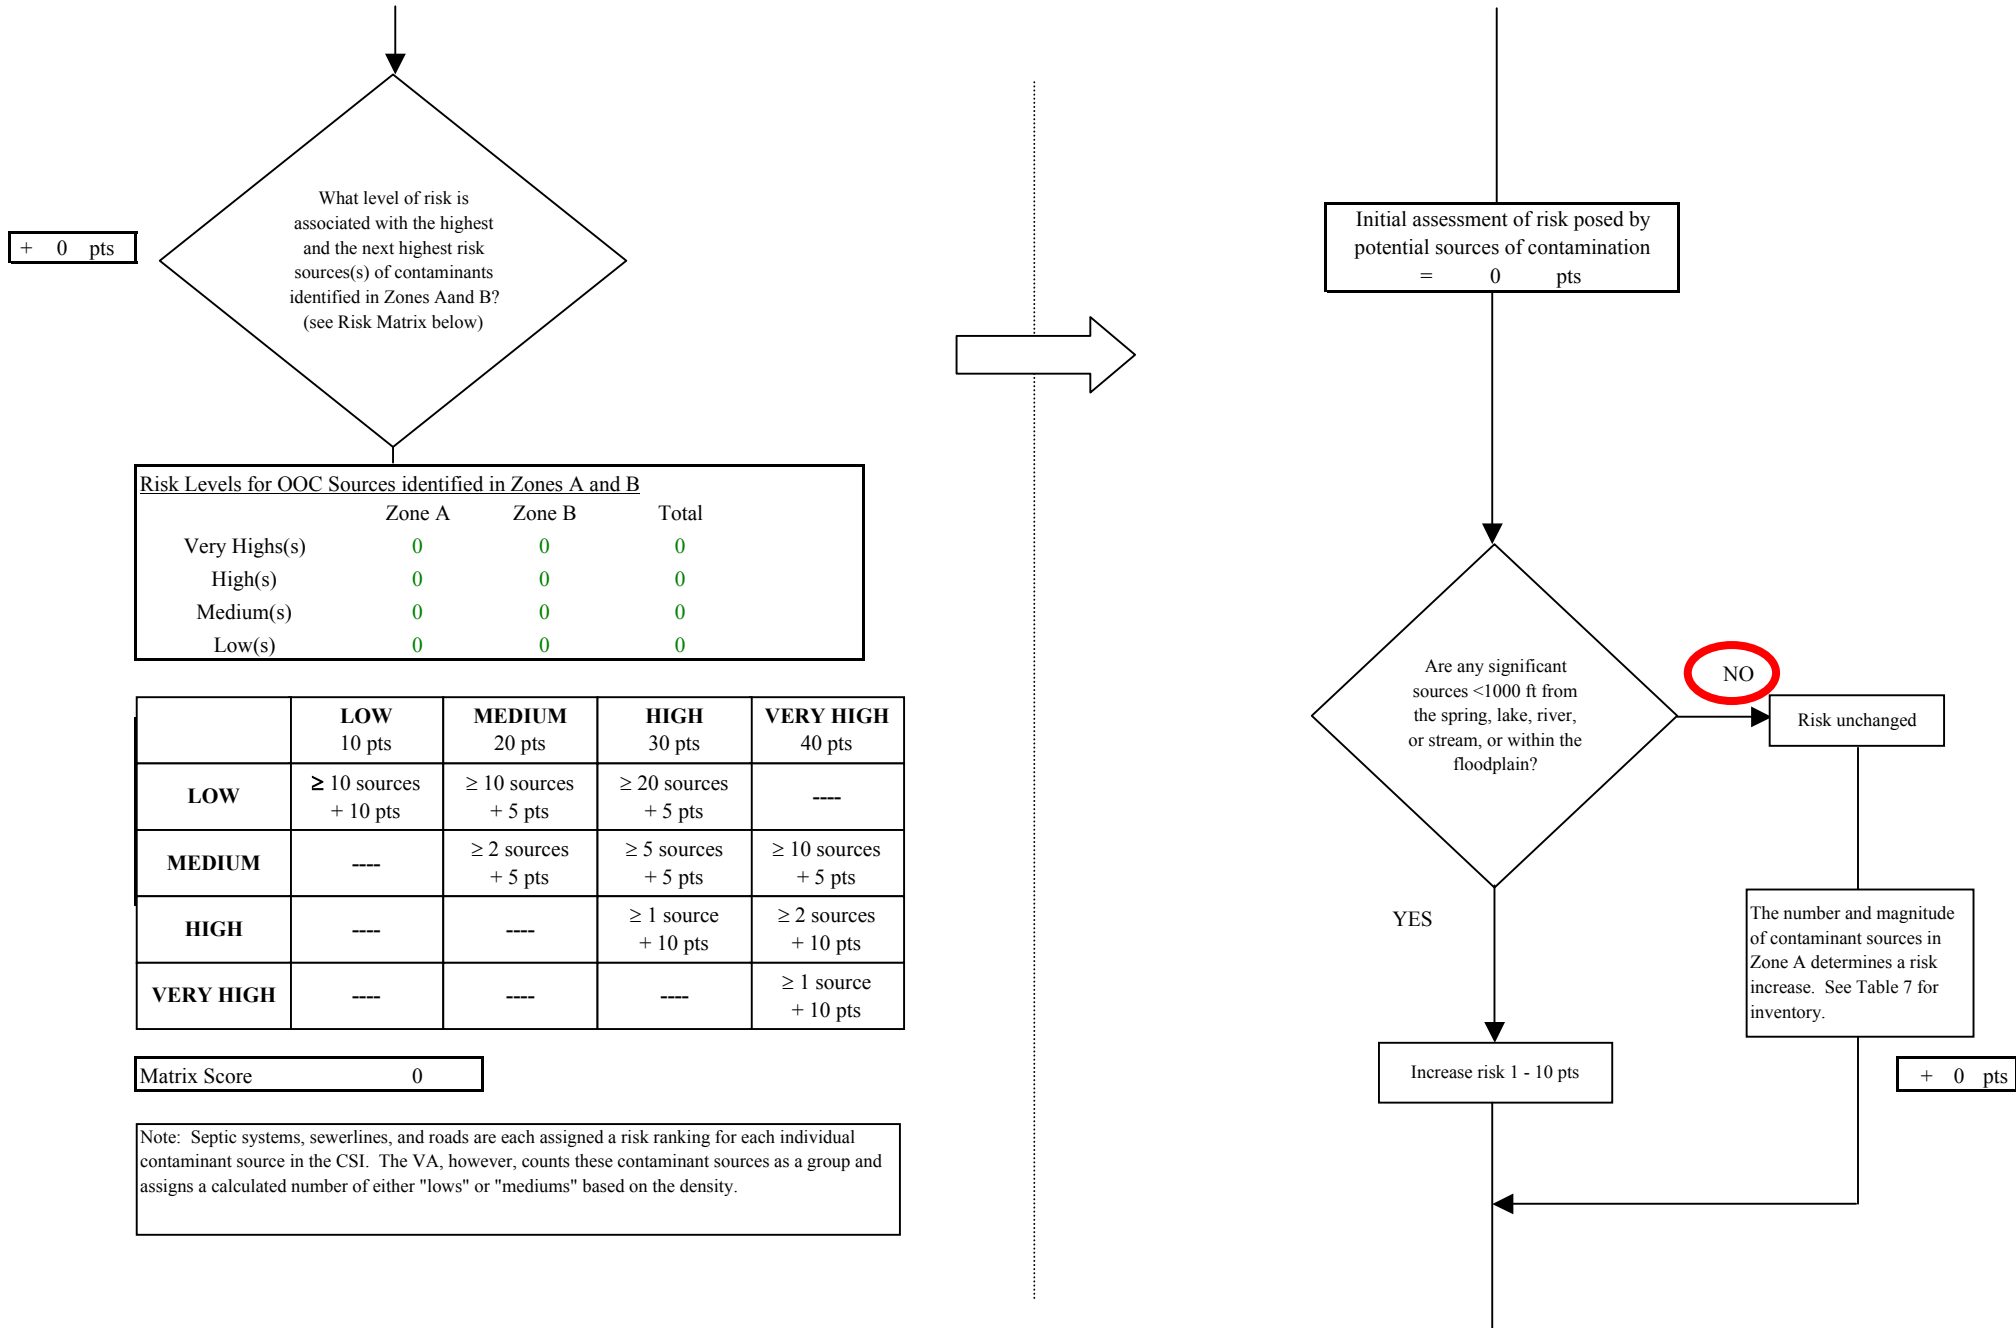 What level of risk is
associated with the highest
and the next highest risk
sources(s) of contaminants
identified in Zones Aand B?
(see Risk Matrix below)
+ 0 pts
Risk Levels for OOC Sources identified in Zones A and B
Zone A Zone B Total
Very Highs(s) 0 0 0
High(s) 0 0 0
Medium(s) 0 0 0
Low(s) 0 0 0
LOW MEDIUM HIGH VERY HIGH
10 pts 20 pts 30 pts 40 pts
LOW ≥ 10 sources ≥ 10 sources ≥ 20 sources ----
+ 10 pts + 5 pts + 5 pts
MEDIUM ---- ≥ 2 sources ≥ 5 sources ≥ 10 sources
+ 5 pts + 5 pts + 5 pts
HIGH ---- ---- ≥ 1 source ≥ 2 sources
+ 10 pts + 10 pts
VERY HIGH ---- ---- ---- ≥ 1 source
+ 10 pts
Matrix Score 0
Note: Septic systems, sewerlines, and roads are each assigned a risk ranking for each individual
contaminant source in the CSI. The VA, however, counts these contaminant sources as a group and
assigns a calculated number of either "lows" or "mediums" based on the density.
Initial assessment of risk posed by
potential sources of contamination
= 0 pts
Are any significant
sources <1000 ft from
the spring, lake, river,
or stream, or within the
floodplain?
NO
Risk unchanged
YES
The number and magnitude
of contaminant sources in
Zone A determines a risk
increase. See Table 7 for
inventory.
Increase risk 1 - 10 pts
+ 0 pts